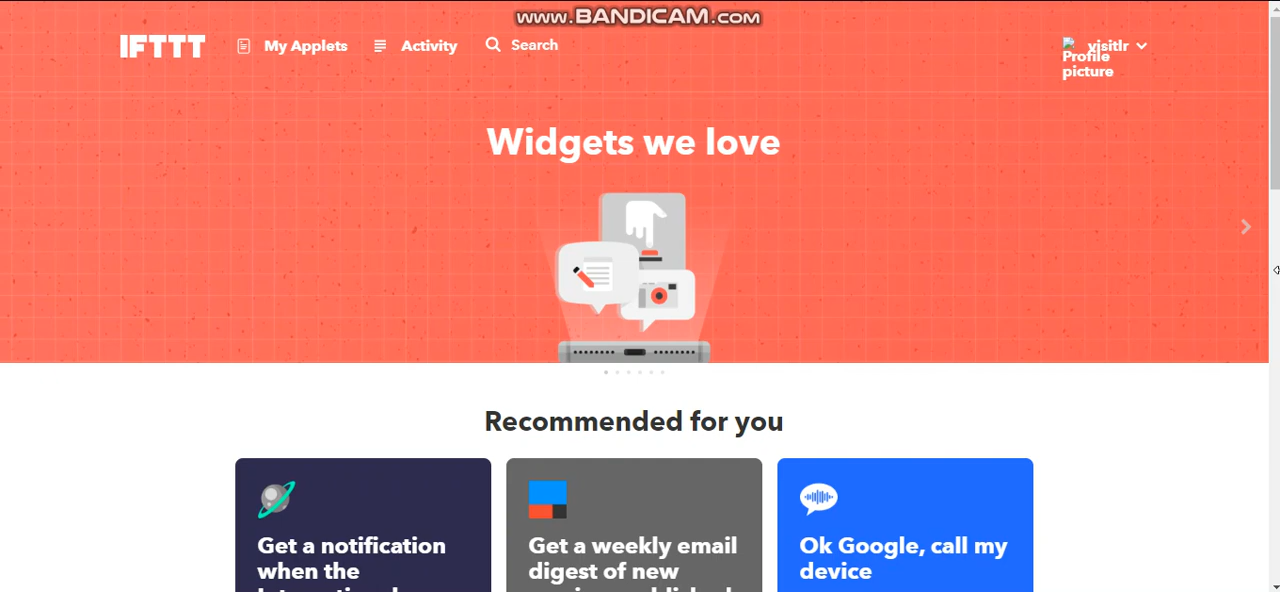 www.BANDICAM.com
IFTTT
My Applets
Activity
Search
visitlr
Profile
picture
Widgets we love
Recommended for you
Get a notification
when the
Get a weekly email
digest of new
Ok Google, call my
device